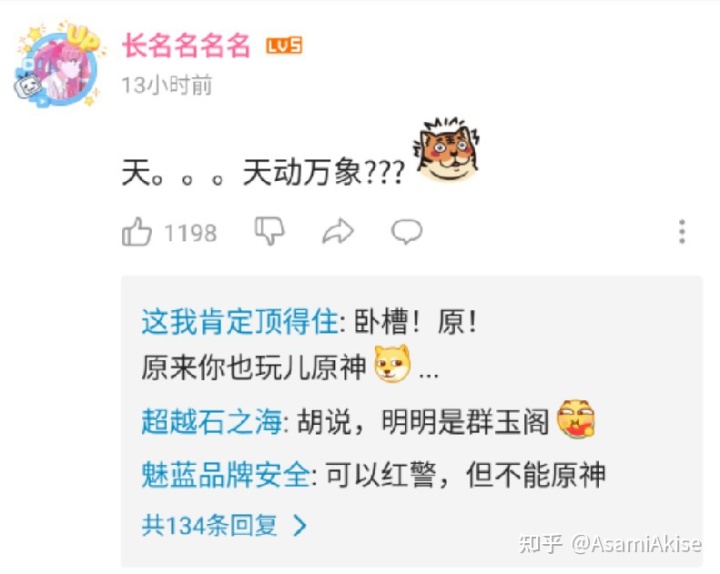 UP
长名名名名 LV5
13小时前
天。。。天动万象???
1198
这我肯定顶得住: 卧槽！原！
原来你也玩儿原神 ...
超越石之海: 胡说，明明是群玉阁
魅蓝品牌安全: 可以红警，但不能原神
共134条回复
知乎 @AsamiAkise